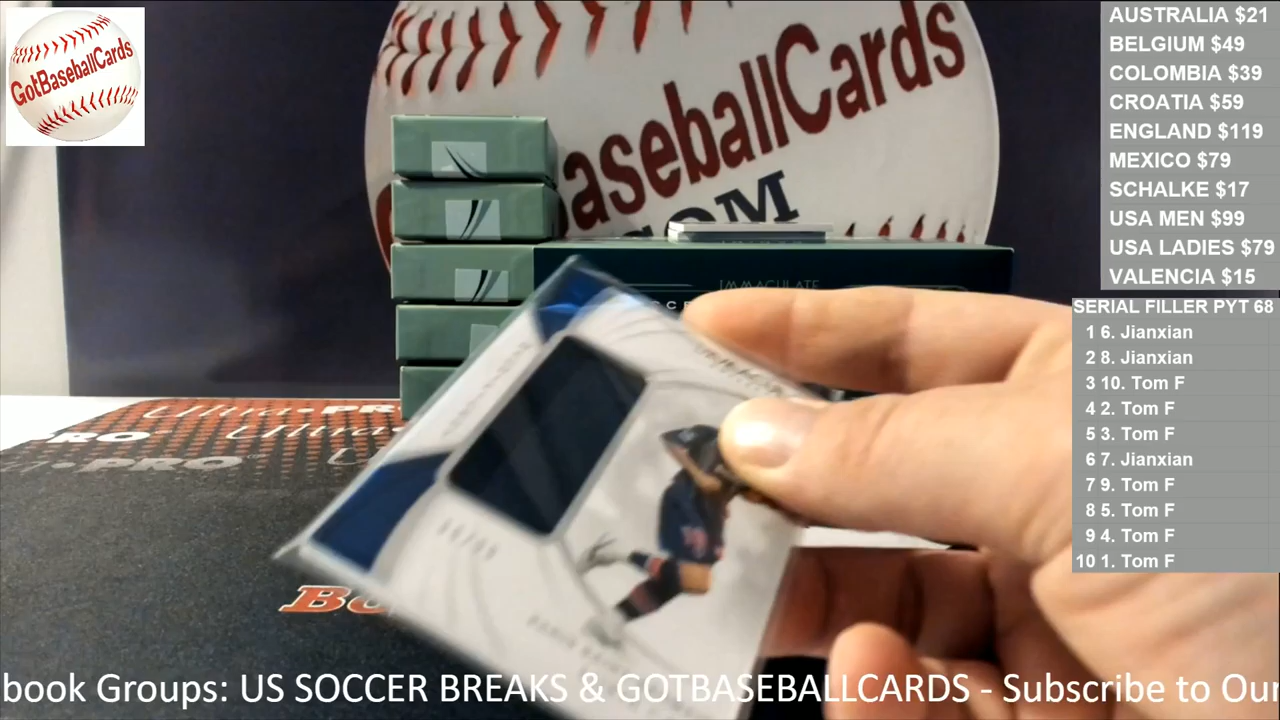 GotBaseballCards
BaseballCards
.COM
IMMACULATE
Ultra•PRO
AUSTRALIA $21
BELGIUM $49
COLOMBIA $39
CROATIA $59
ENGLAND $119
MEXICO $79
SCHALKE $17
USA MEN $99
USA LADIES $79
VALENCIA $15
SERIAL FILLER PYT 68
1 6. Jianxian
2 8. Jianxian
3 10. Tom F
4 2. Tom F
5 3. Tom F
6 7. Jianxian
7 9. Tom F
8 5. Tom F
9 4. Tom F
10 1. Tom F
book Groups: US SOCCER BREAKS & GOTBASEBALLCARDS - Subscribe to Our